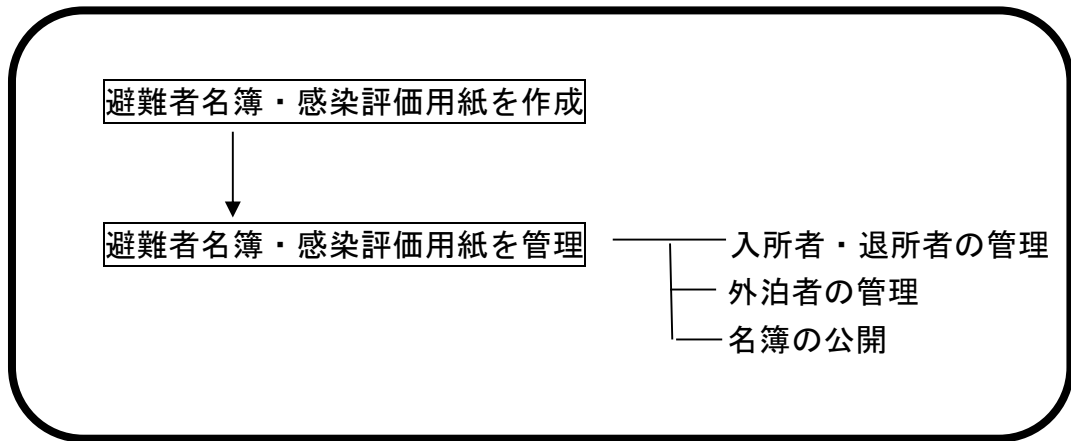 避難者名簿・感染評価用紙を作成
避難者名簿・感染評価用紙を管理
入所者・退所者の管理
外泊者の管理
名簿の公開